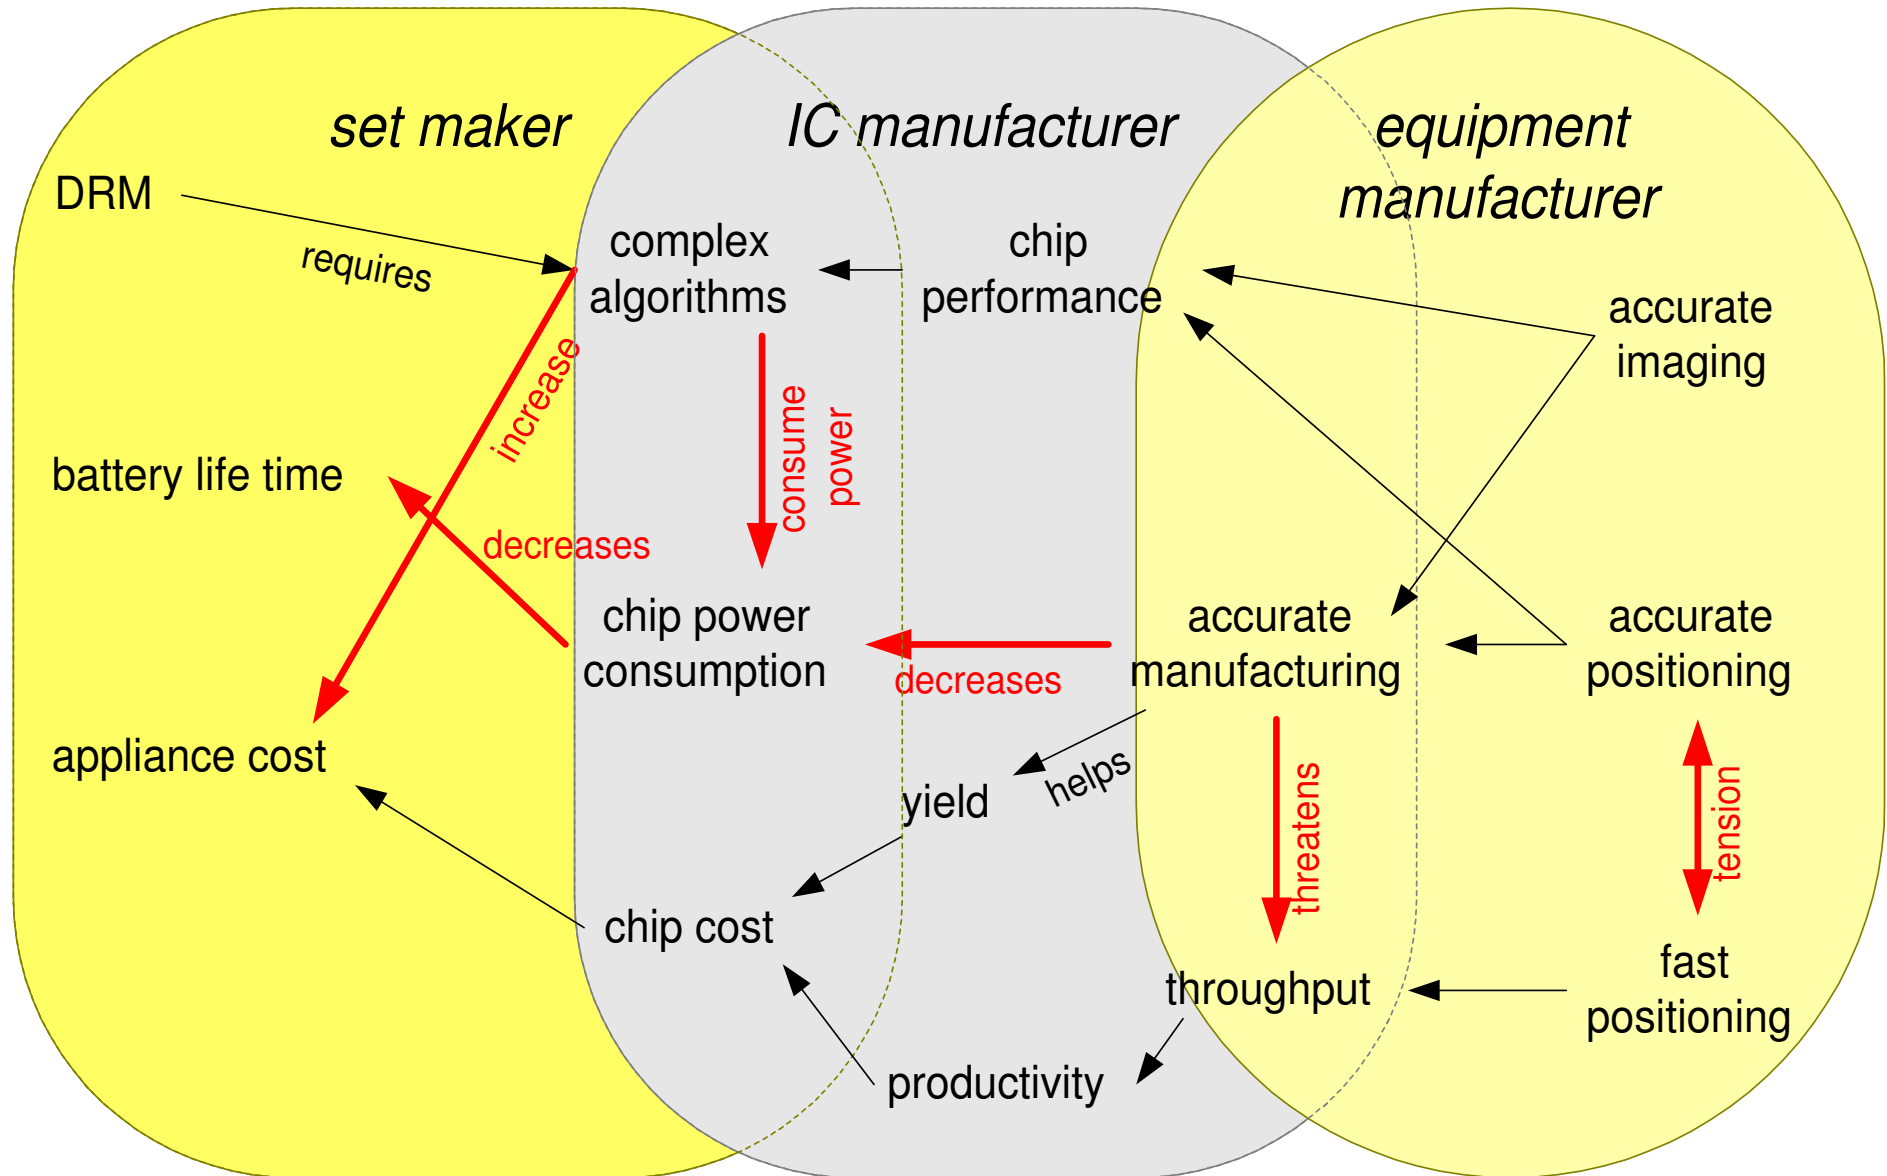 set maker
IC manufacturer
equipment
manufacturer
DRM
requires
complex
algorithms
chip
performance
accurate
imaging
increase
consume
power
battery life time
decreases
chip power
consumption
decreases
accurate
manufacturing
accurate
positioning
appliance cost
helps
yield
threatens
tension
chip cost
throughput
fast
positioning
productivity